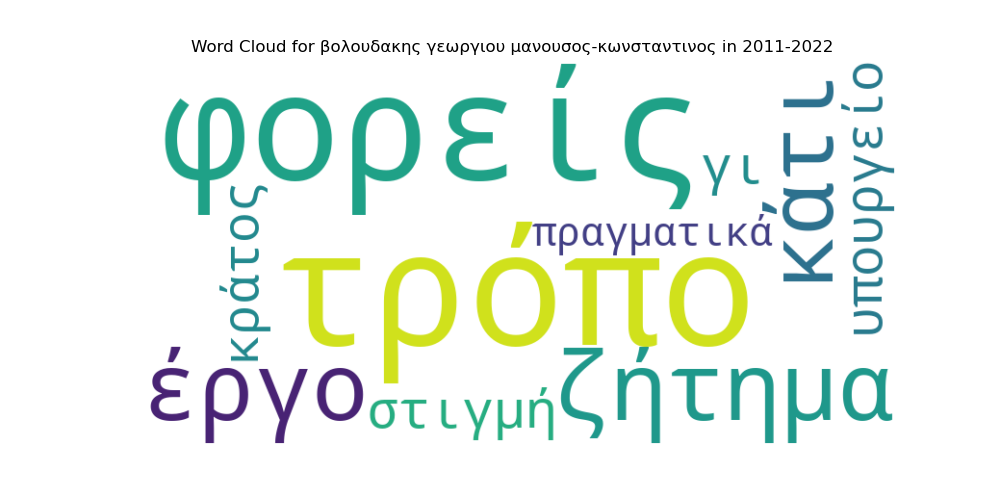 Word Cloud for βολουδακης γεωργιου μανουσος-κωνσταντινος in 2011-2022
φορείς
γι
κάτι
υπουργείο
κράτος
πραγματικά
τρόπο
έργο
στιγμή
ζήτημα